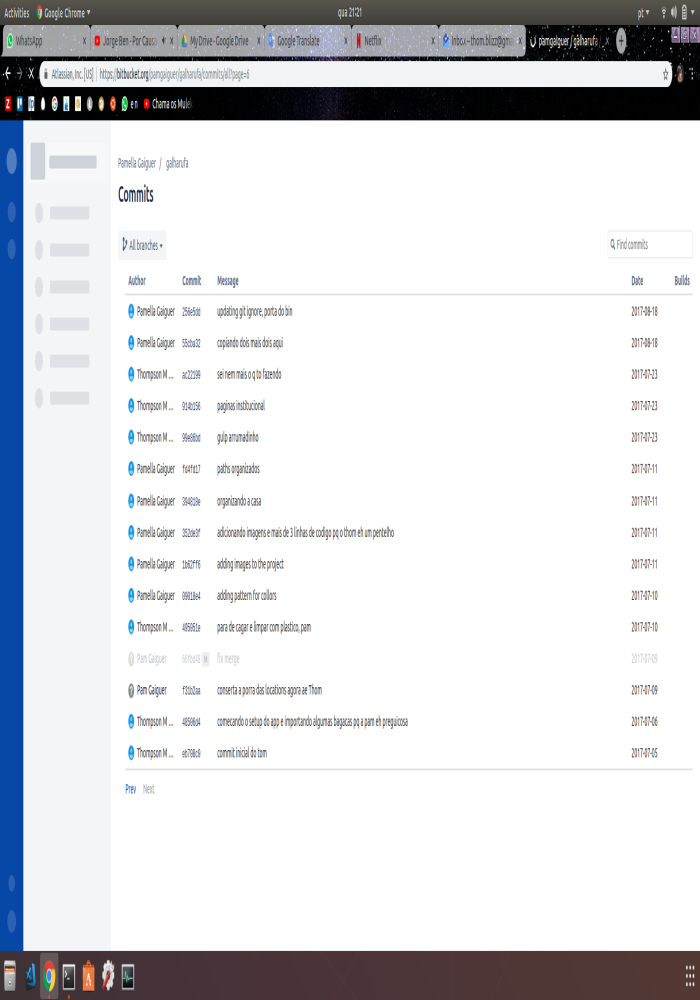 Activities Google Chrome ▾ qua 21:21 pt ▾
WhatsApp × Jorge Ben - Por Caus × My Drive - Google Drive × Google Translate × Netflix × Inbox – thom.blizz@gm × pamgaiguer / galharufa ×
Atlassian, Inc. [US] | https://bitbucket.org/pamgaiguer/galharufa/commits/all?page=6
en Chama os Mulek
Pamella Gaiguer / galharufa
Commits
All branches ▾ Find commits
Author Commit Message Date Builds
Pamella Gaiguer 256e5dd updating git ignore, porta do bin 2017-08-18
Pamella Gaiguer 55cba32 copiando dois mais dois aqui 2017-08-18
Thompson M ... ac22199 sei nem mais o q to fazendo 2017-07-23
Thompson M ... 914b156 paginas institucional 2017-07-23
Thompson M ... 99e86bd gulp arrumadinho 2017-07-23
Pamella Gaiguer fd4fd17 paths organizados 2017-07-11
Pamella Gaiguer 394818e organizando a casa 2017-07-11
Pamella Gaiguer 352de3f adicionando imagens e mais de 3 linhas de codigo pq o thom eh um pentelho 2017-07-11
Pamella Gaiguer 1b62ff6 adding images to the project 2017-07-11
Pamella Gaiguer 09818e4 adding pattern for collors 2017-07-10
Thompson M ... 495051e para de cagar e limpar com plastico, pam 2017-07-10
Pam Gaiguer M fix merge 2017-07-09
Pam Gaiguer f31b2aa conserta a porra das locations agora ae Thom 2017-07-09
Thompson M ... 48598d4 comecando o setup do app e importando algumas bagacas pq a pam eh preguicosa 2017-07-06
Thompson M ... eb708c0 commit inicial do tom 2017-07-05
Prev Next